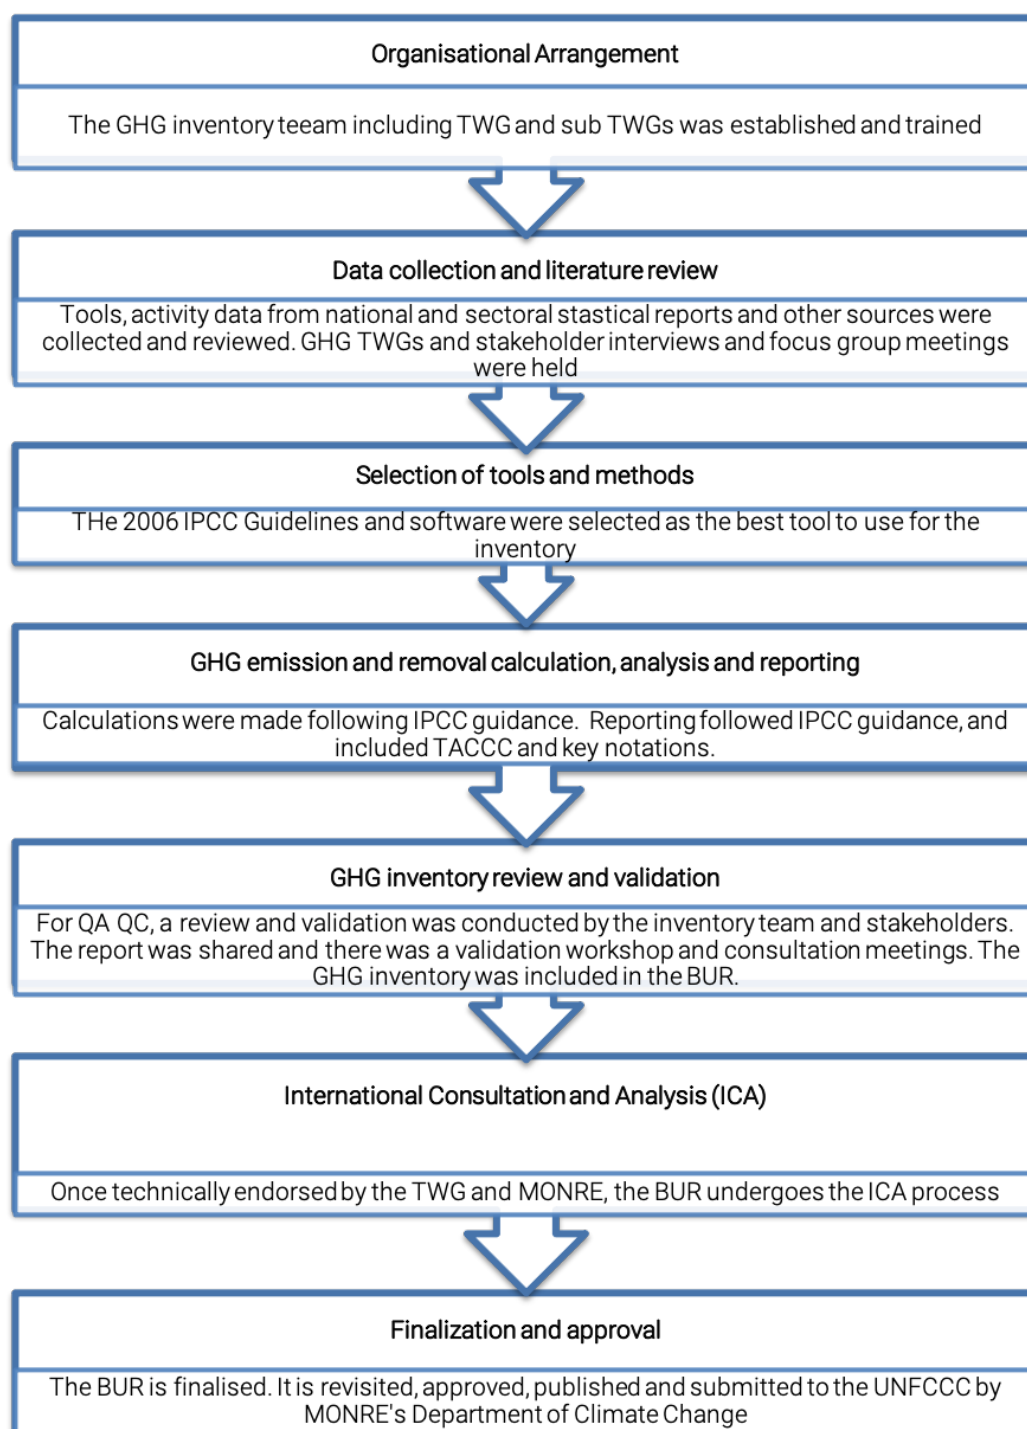 Organisational Arrangement
The GHG inventory teeam including TWG and sub TWGs was established and trained
Data collection and literature review
Tools, activity data from national and sectoral stastical reports and other sources were
collected and reviewed. GHG TWGs and stakeholder interviews and focus group meetings
were held
Selection of tools and methods
THe 2006 IPCC Guidelines and software were selected as the best tool to use for the
inventory
GHG emission and removal calculation, analysis and reporting
Calculations were made following IPCC guidance. Reporting followed IPCC guidance, and
included TACCC and key notations.
GHG inventory review and validation
For QA QC, a review and validation was conducted by the inventory team and stakeholders.
The report was shared and there was a validation workshop and consultation meetings. The
GHG inventory was included in the BUR.
International Consultation and Analysis (ICA)
Once technically endorsed by the TWG and MONRE, the BUR undergoes the ICA process
Finalization and approval
The BUR is finalised. It is revisited, approved, published and submitted to the UNFCCC by
MONRE's Department of Climate Change